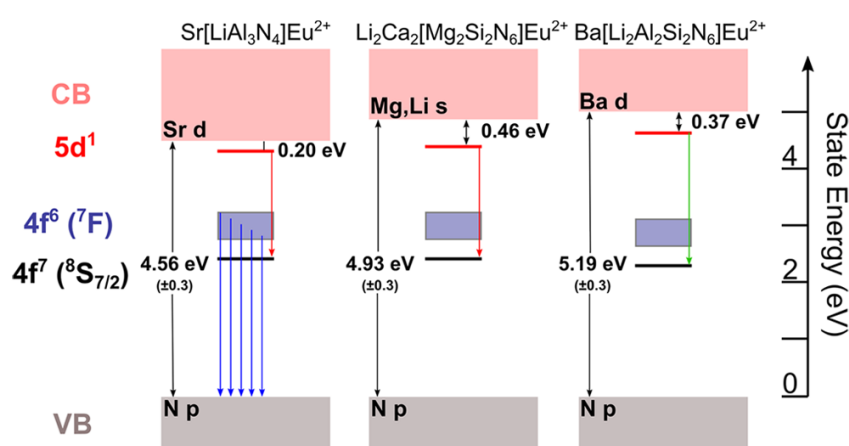 Sr[LiAl₃N₄]Eu²⁺ Li₂Ca₂[Mg₂Si₂N₆]Eu²⁺ Ba[Li₂Al₂Si₂N₆]Eu²⁺
CB
Mg,Li s
Ba d
Sr d
0.46 eV
0.37 eV
5d¹
0.20 eV
4
State Energy (eV)
4f⁶ (⁷F)
4f⁷ (⁸S₇/₂)
4.56 eV
(±0.3)
4.93 eV
(±0.3)
5.19 eV
(±0.3)
2
0
VB
N p
N p
N p